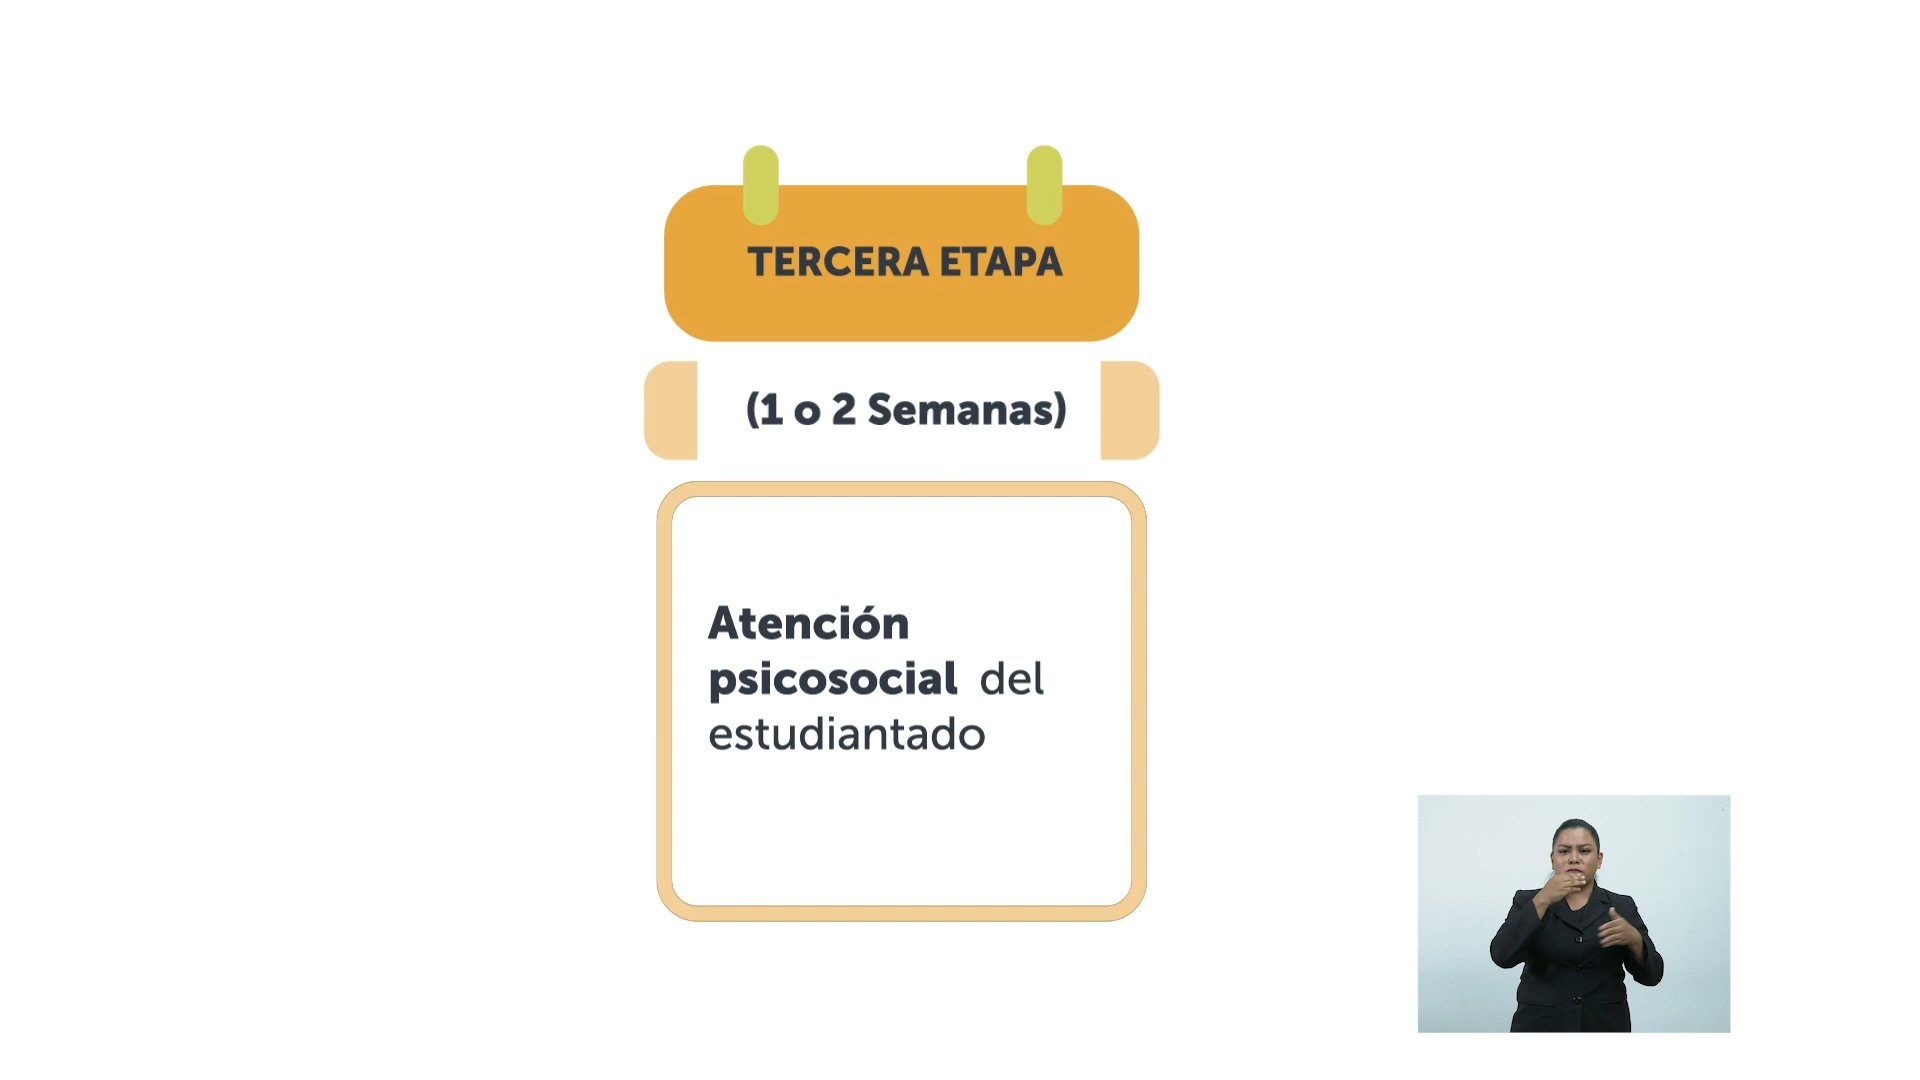 TERCERA ETAPA
(1 o 2 Semanas)
Atención
psicosocial del
estudiantado